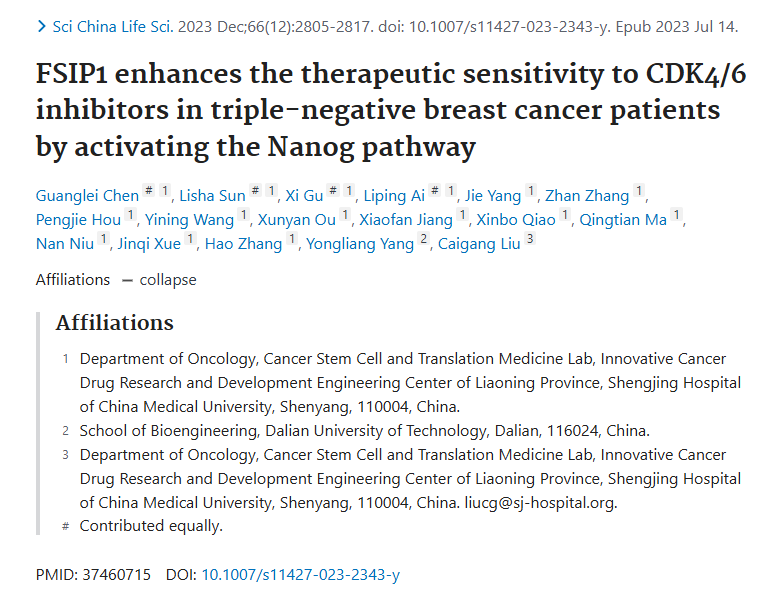 Sci China Life Sci. 2023 Dec;66(12):2805-2817. doi: 10.1007/s11427-023-2343-y. Epub 2023 Jul 14.
FSIP1 enhances the therapeutic sensitivity to CDK4/6
inhibitors in triple-negative breast cancer patients
by activating the Nanog pathway
Guanglei Chen # 1, Lisha Sun # 1, Xi Gu # 1, Liping Ai # 1, Jie Yang 1, Zhan Zhang 1,
Pengjie Hou 1, Yining Wang 1, Xunyan Ou 1, Xiaofan Jiang 1, Xinbo Qiao 1, Qingtian Ma 1,
Nan Niu 1, Jinqi Xue 1, Hao Zhang 1, Yongliang Yang 2, Caigang Liu 3
Affiliations — collapse
Affiliations
1 Department of Oncology, Cancer Stem Cell and Translation Medicine Lab, Innovative Cancer
Drug Research and Development Engineering Center of Liaoning Province, Shengjing Hospital
of China Medical University, Shenyang, 110004, China.
2 School of Bioengineering, Dalian University of Technology, Dalian, 116024, China.
3 Department of Oncology, Cancer Stem Cell and Translation Medicine Lab, Innovative Cancer
Drug Research and Development Engineering Center of Liaoning Province, Shengjing Hospital
of China Medical University, Shenyang, 110004, China. liucg@sj-hospital.org.
# Contributed equally.
PMID: 37460715 DOI: 10.1007/s11427-023-2343-y